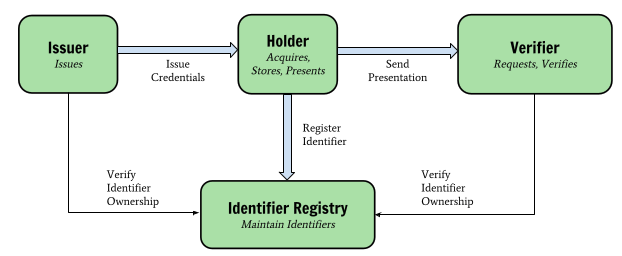 Issuer
Issues
Issue
Credentials
Holder
Acquires,
Stores, Presents
Send
Presentation
Verifier
Requests, Verifies
Register
Identifier
Verify
Identifier
Ownership
Identifier Registry
Maintain Identifiers
Verify
Identifier
Ownership